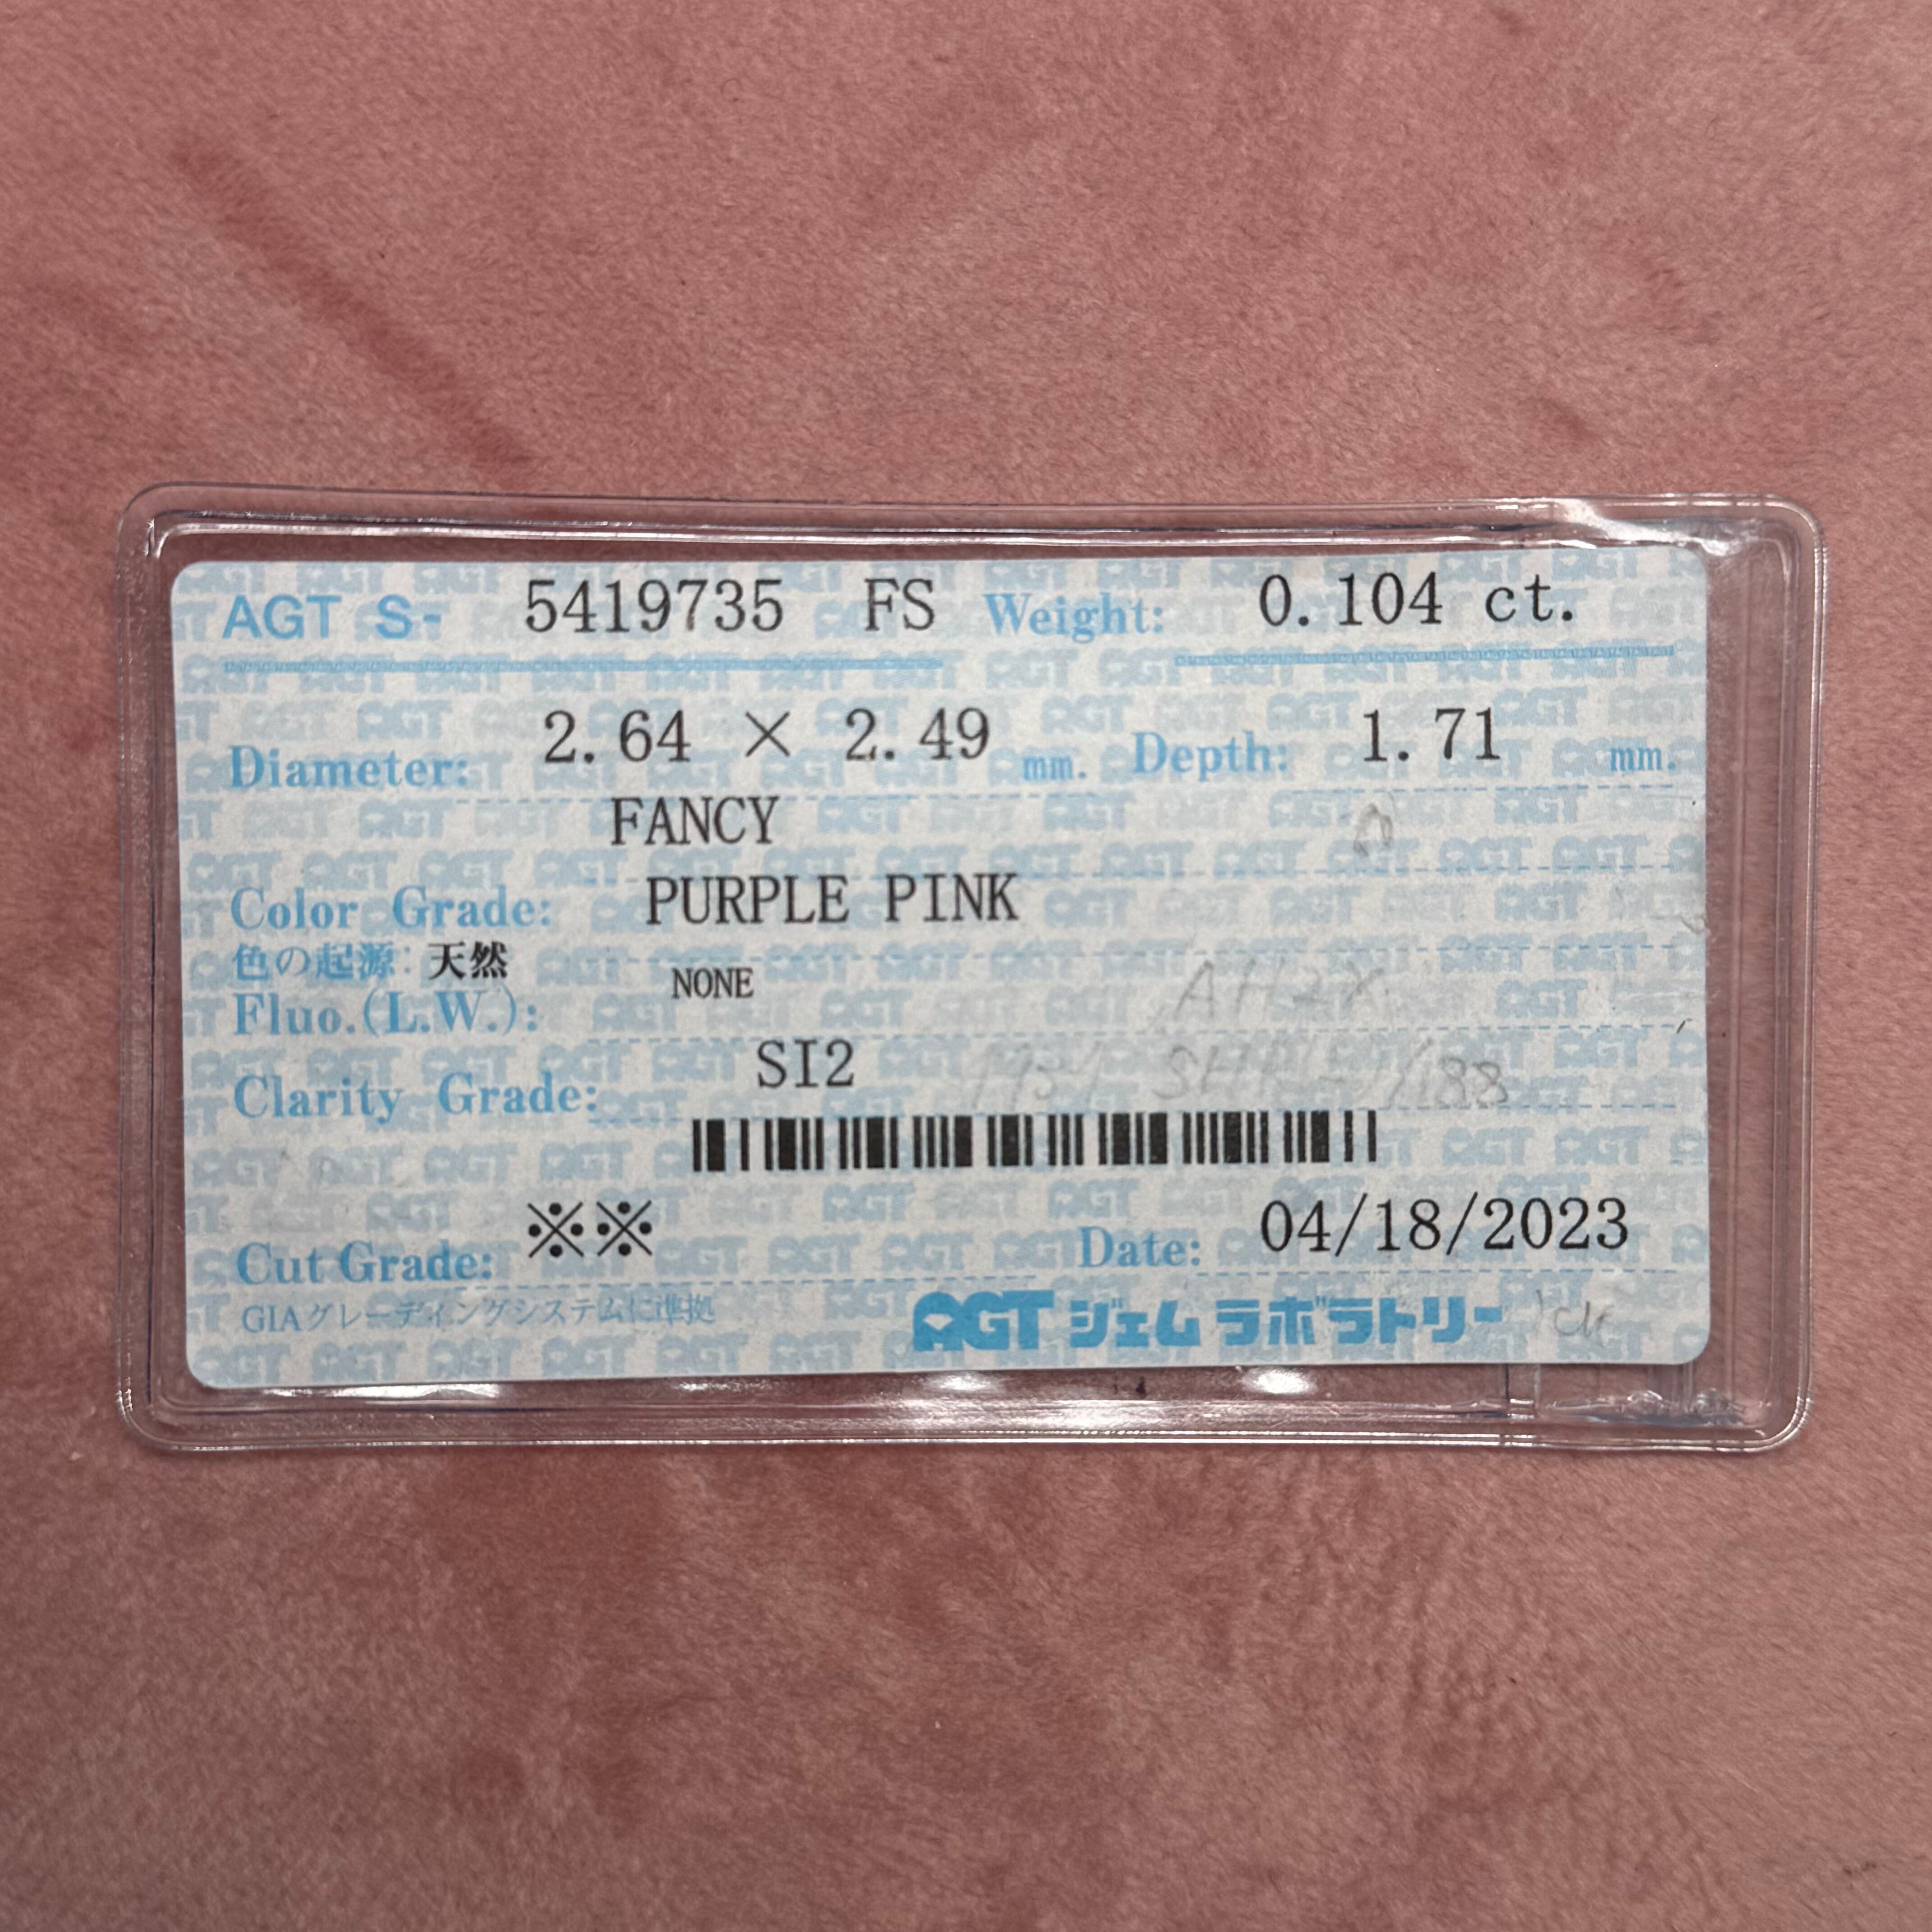 AGT S- 5419735 FS Weight: 0.104 ct.
Diameter: 2.64 × 2.49 mm. Depth: 1.71 mm.
FANCY
Color Grade: PURPLE PINK
色の起源: 天然
Fluo.(L.W.): NONE
AH2X
Clarity Grade: SI2
Cut Grade: ※※ Date: 04/18/2023
GIAグレーディングシステムに準拠
AGT ジェム ラボラトリー